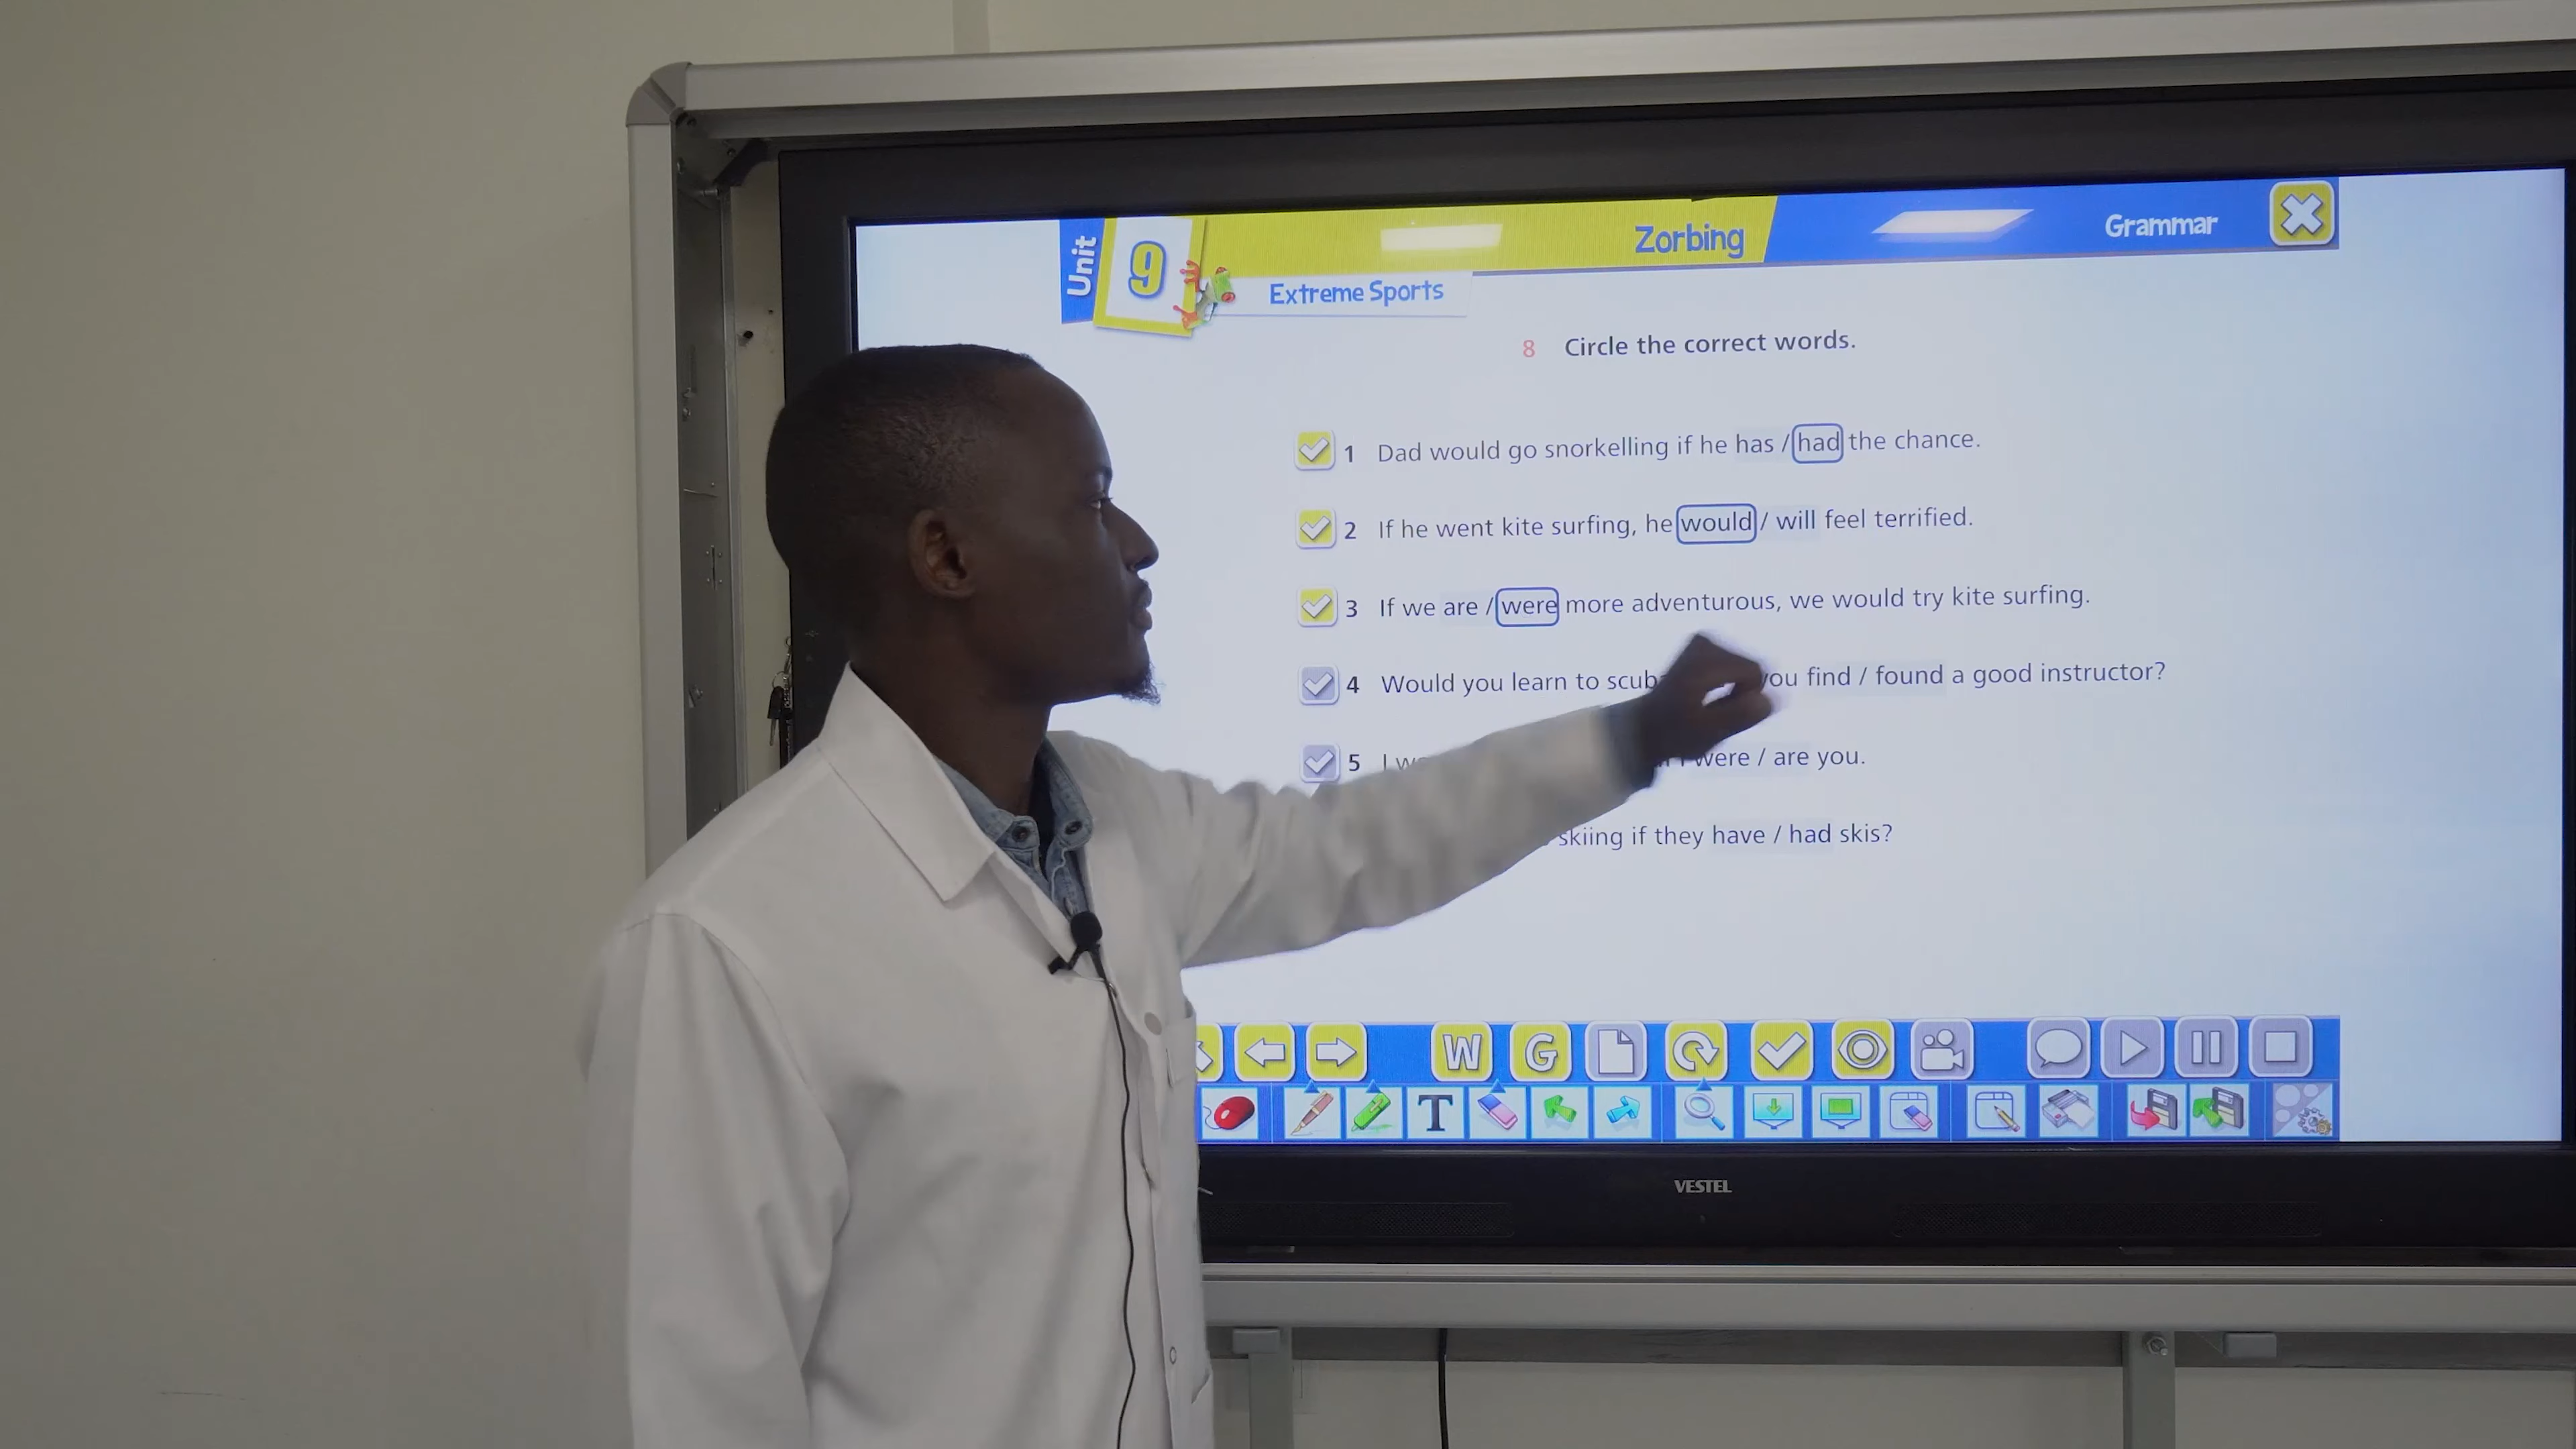 Unit 9
Zorbing
Grammar
Extreme Sports
8 Circle the correct words.
1 Dad would go snorkelling if he has / had the chance.
2 If he went kite surfing, he would / will feel terrified.
3 If we are / were more adventurous, we would try kite surfing.
4 Would you learn to you find / found a good instructor?
5 I were / are you.
skiing if they have / had skis?
W G
T
VESTEL